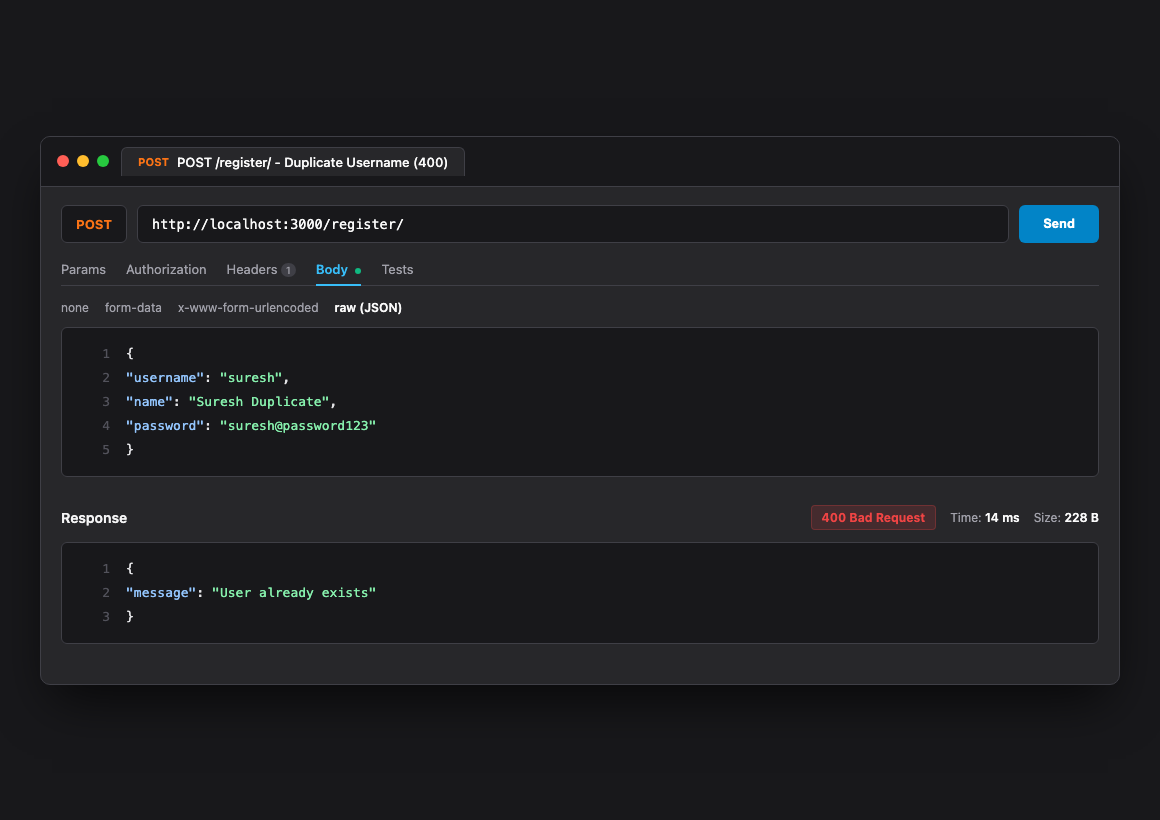 POST POST /register/ - Duplicate Username (400)
POST http://localhost:3000/register/ Send
Params Authorization Headers 1 Body Tests
none form-data x-www-form-urlencoded raw (JSON)
1 {
2 "username": "suresh",
3 "name": "Suresh Duplicate",
4 "password": "suresh@password123"
5 }
Response 400 Bad Request Time: 14 ms Size: 228 B
1 {
2 "message": "User already exists"
3 }